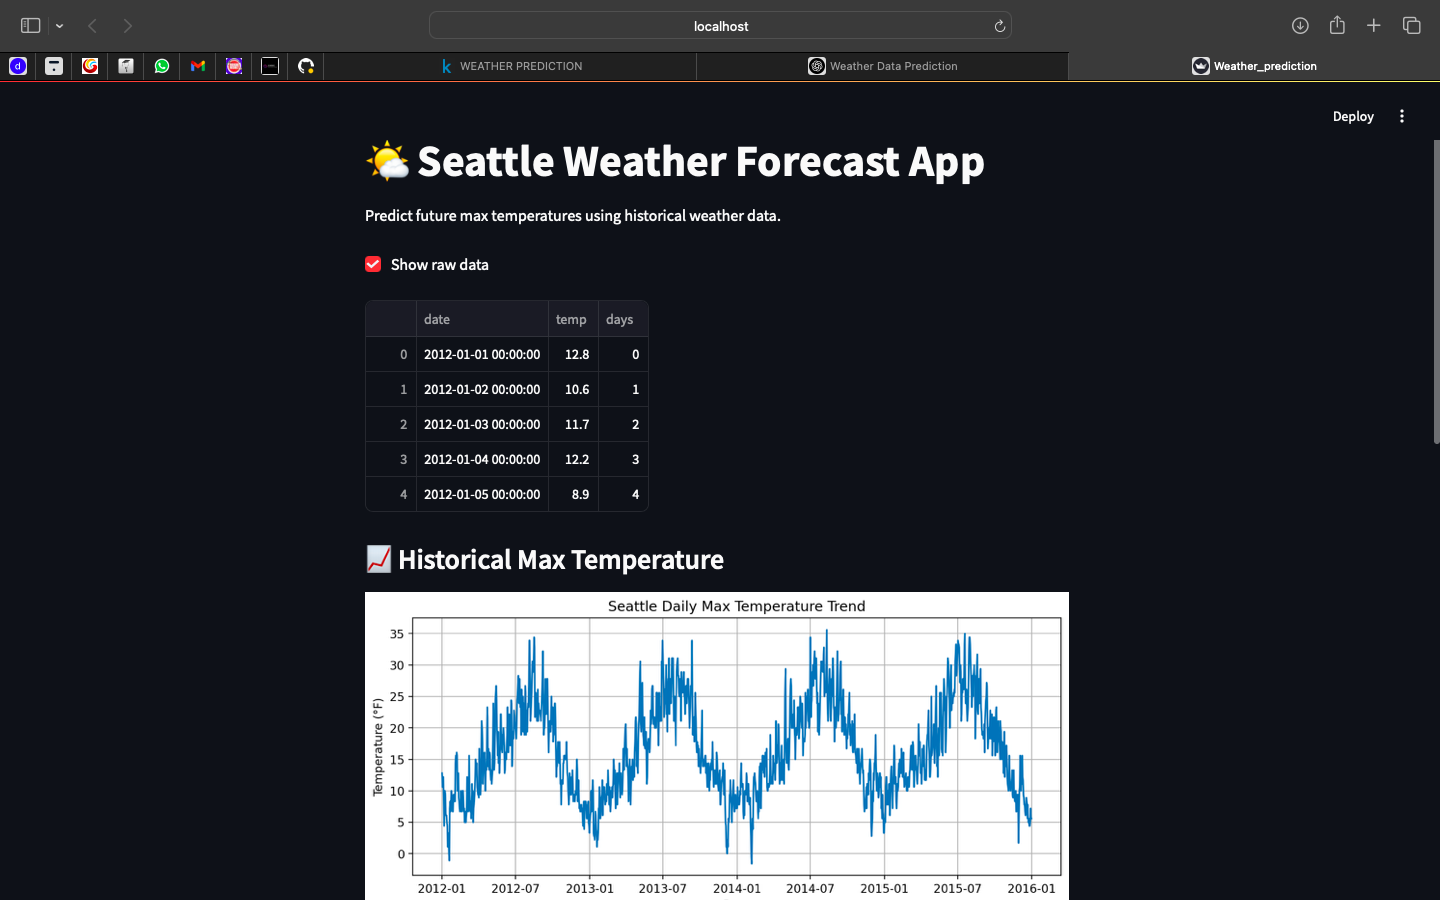 localhost
d
k WEATHER PREDICTION
Weather Data Prediction
Weather_prediction
Deploy
Seattle Weather Forecast App
Predict future max temperatures using historical weather data.
Show raw data
date temp days
0 2012-01-01 00:00:00 12.8 0
1 2012-01-02 00:00:00 10.6 1
2 2012-01-03 00:00:00 11.7 2
3 2012-01-04 00:00:00 12.2 3
4 2012-01-05 00:00:00 8.9 4
Historical Max Temperature
Seattle Daily Max Temperature Trend
Temperature (°F)
35
30
25
20
15
10
5
0
2012-01 2012-07 2013-01 2013-07 2014-01 2014-07 2015-01 2015-07 2016-01